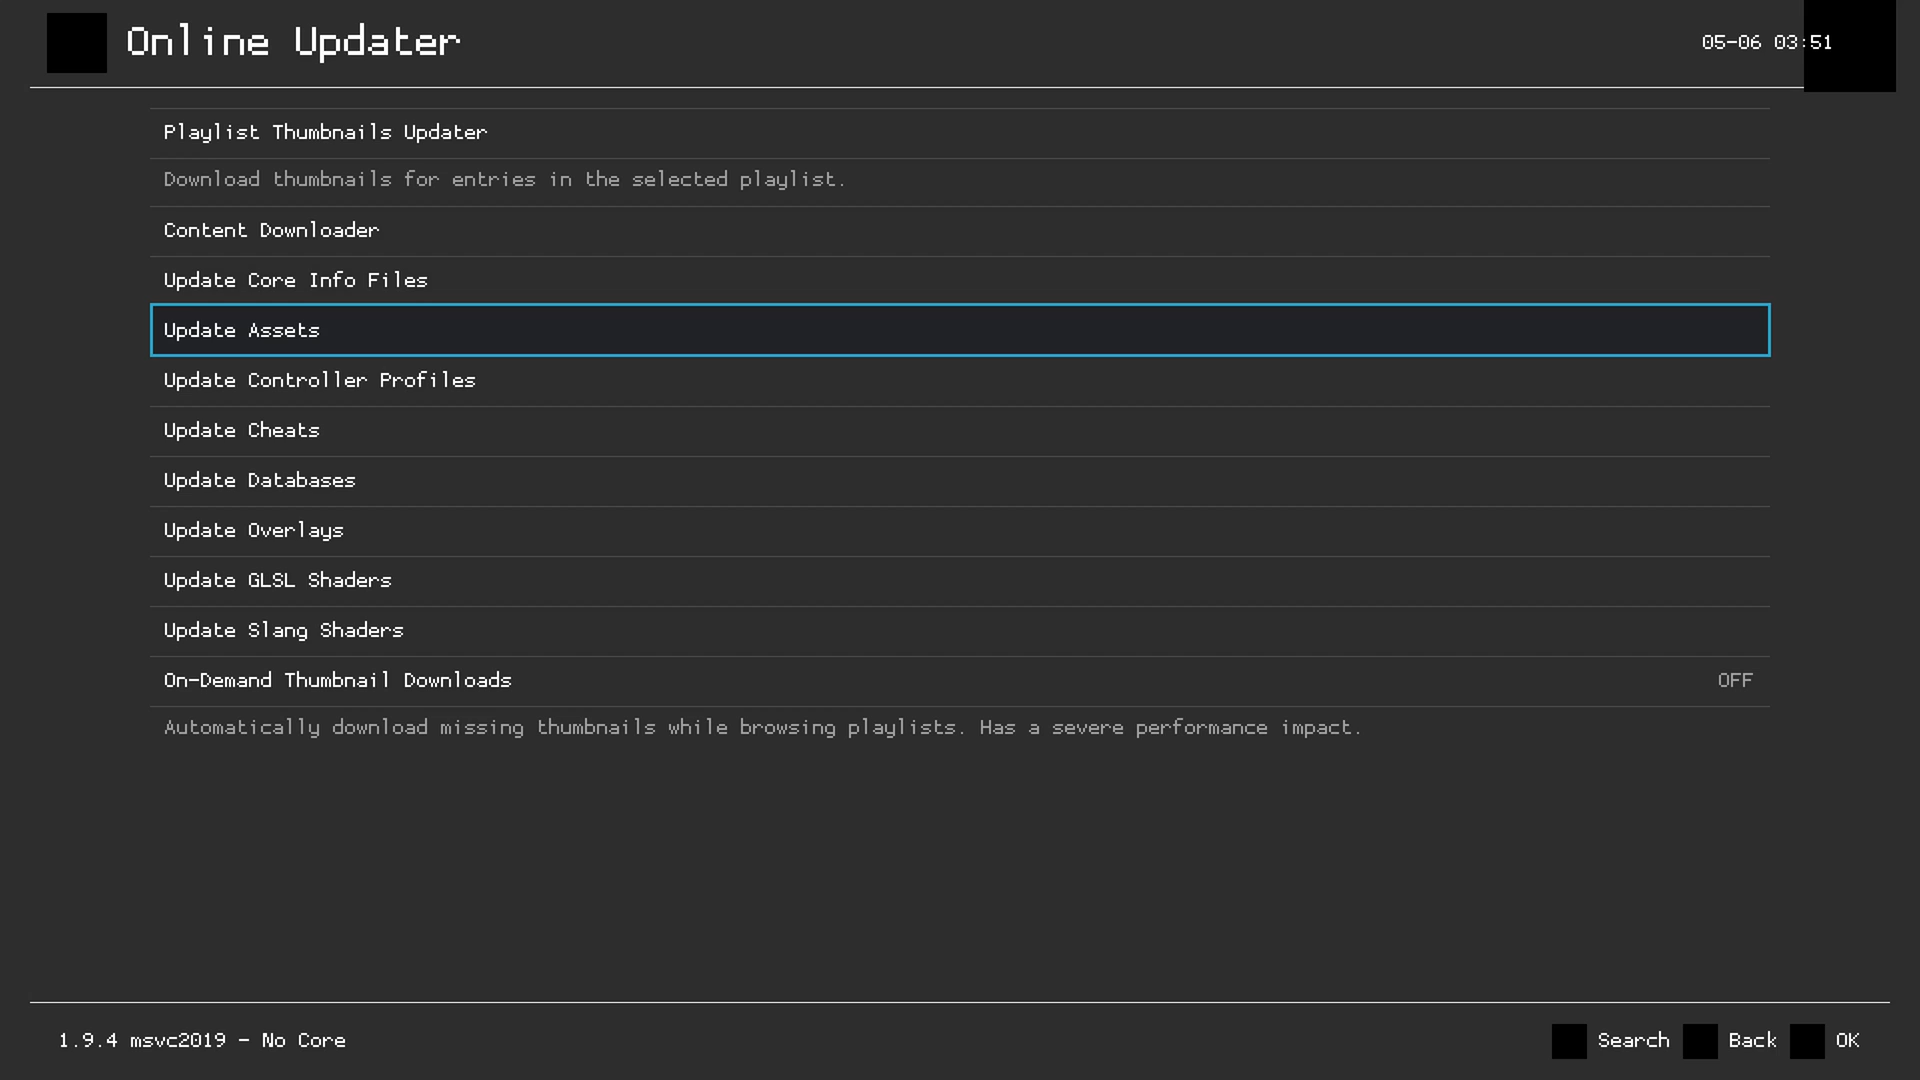 Online Updater
05-06 03:51
Playlist Thumbnails Updater
Download thumbnails for entries in the selected playlist.
Content Downloader
Update Core Info Files
Update Assets
Update Controller Profiles
Update Cheats
Update Databases
Update Overlays
Update GLSL Shaders
Update Slang Shaders
On-Demand Thumbnail Downloads OFF
Automatically download missing thumbnails while browsing playlists. Has a severe performance impact.
1.9.4 msvc2019 - No Core
Search Back OK